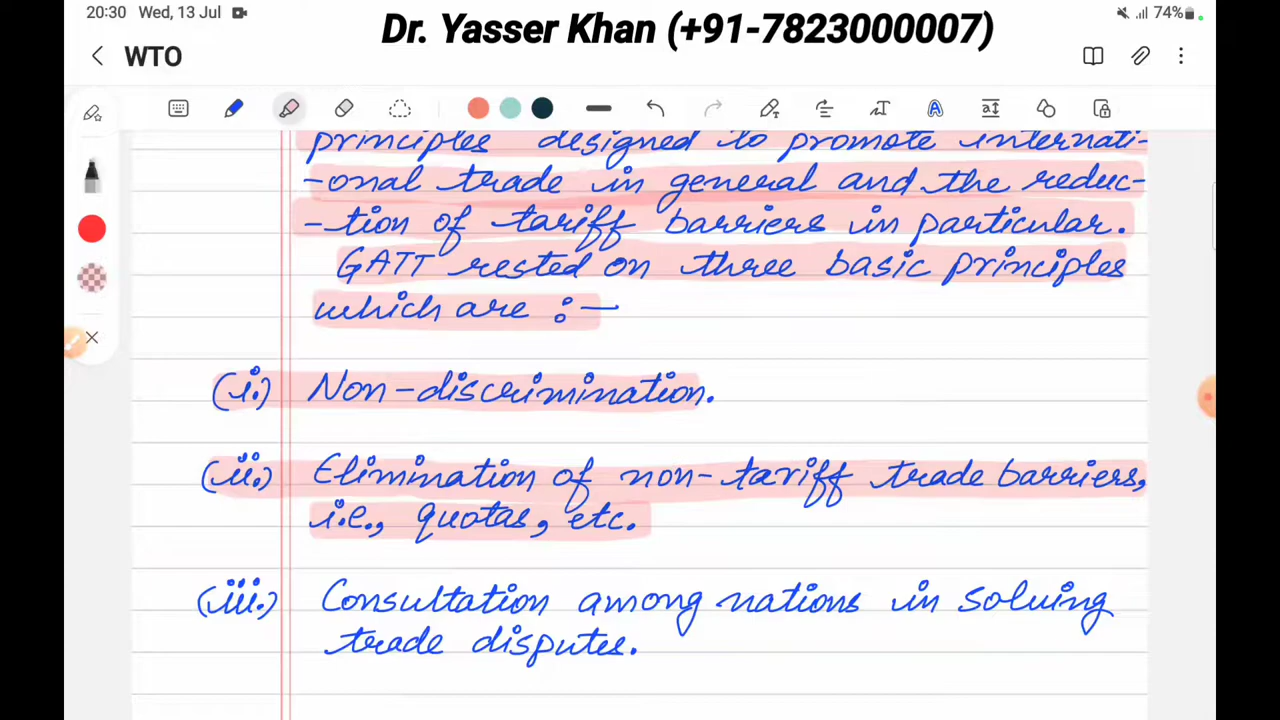 20:30 Wed, 13 Jul
74%
Dr. Yasser Khan (+91-7823000007)
WTO
principles designed to promote internati-
-onal trade in general and the reduc-
-tion of tariff barriers in particular.
GATT rested on three basic principles
which are :—
(i.) Non-discrimination.
(ii.) Elimination of non-tariff trade barriers,
i.e., quotas, etc.
(iii.) Consultation among nations in solving
trade disputes.